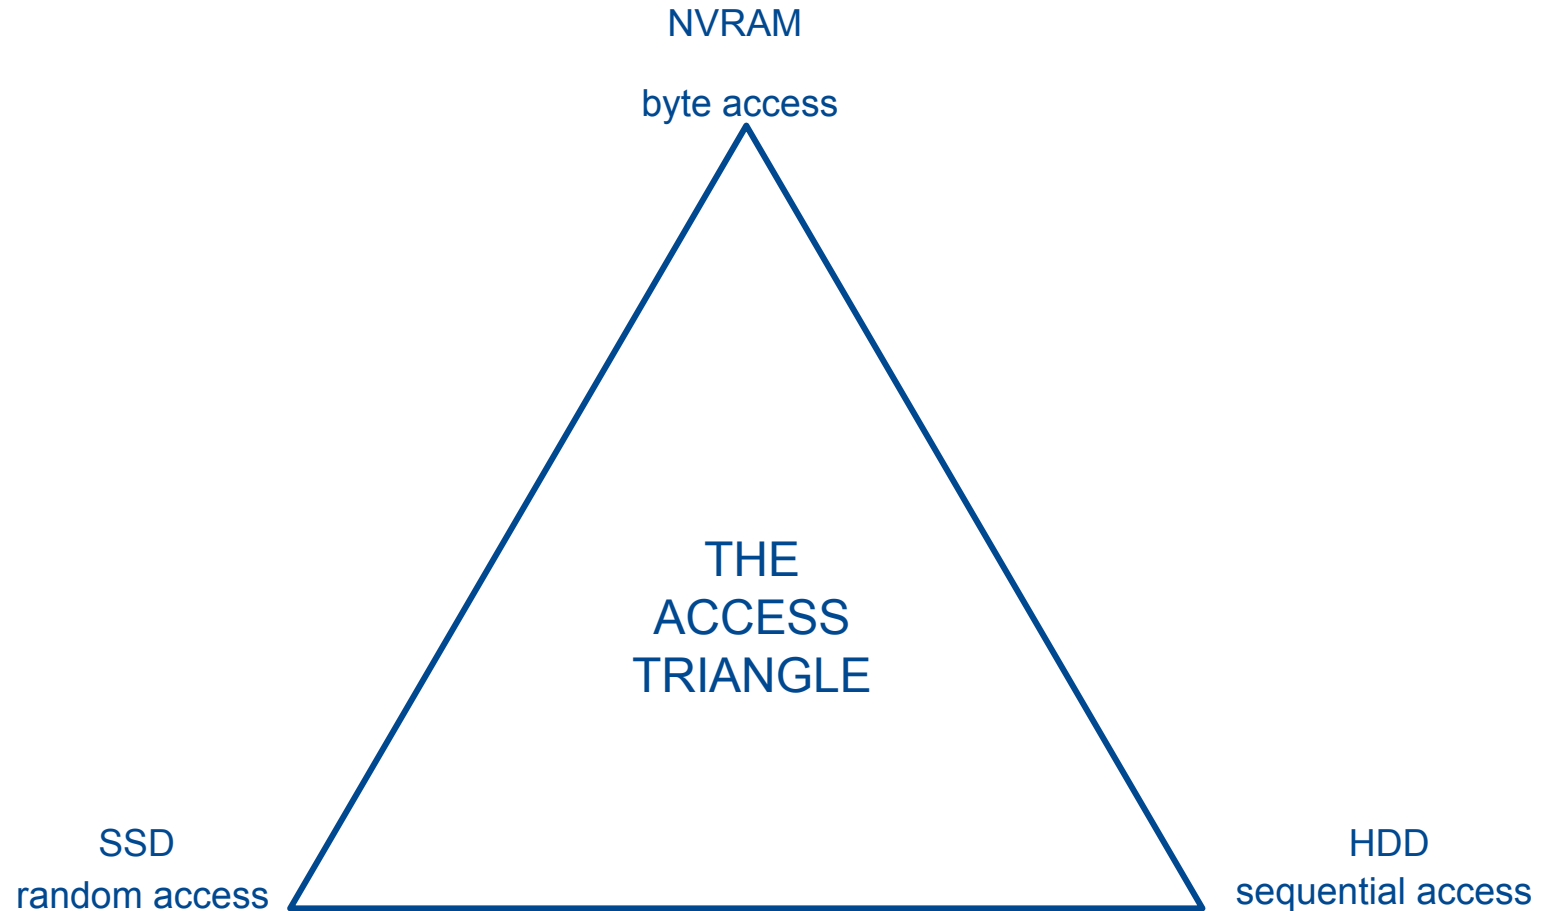 NVRAM
byte access
THE
ACCESS
TRIANGLE
SSD
random access
HDD
sequential access